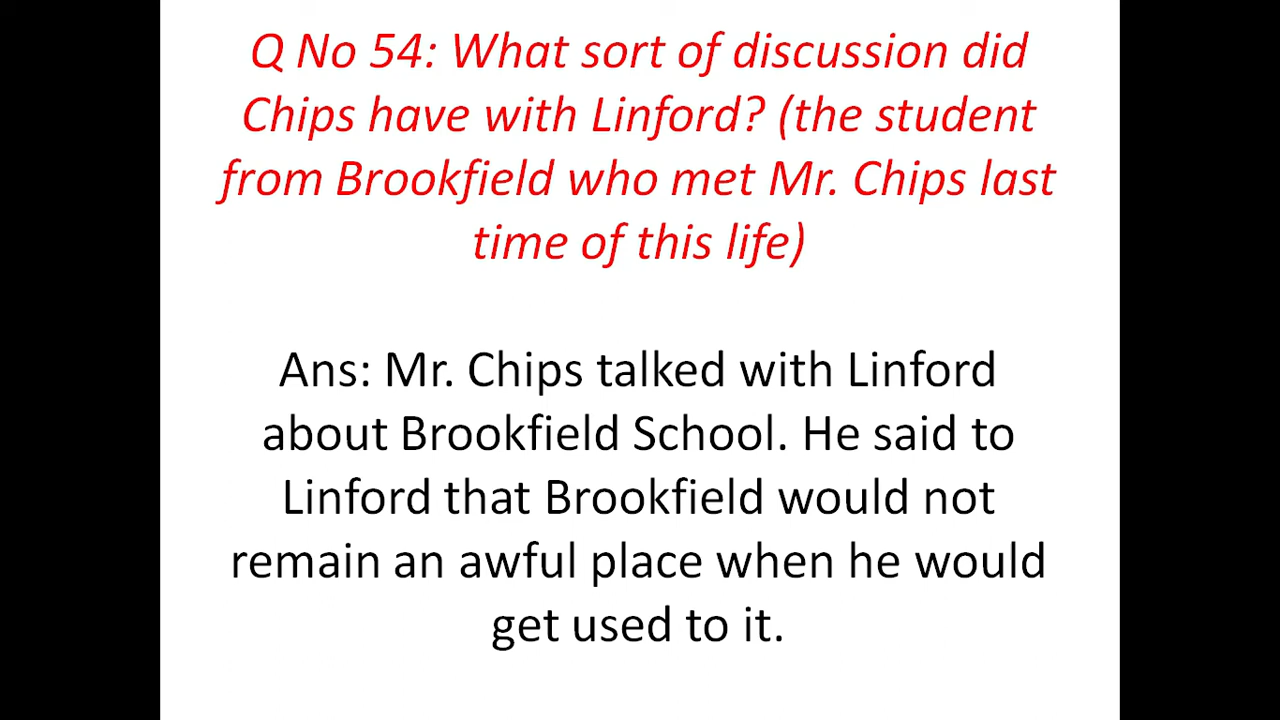 Q No 54: What sort of discussion did
Chips have with Linford? (the student
from Brookfield who met Mr. Chips last
time of this life)
Ans: Mr. Chips talked with Linford
about Brookfield School. He said to
Linford that Brookfield would not
remain an awful place when he would
get used to it.